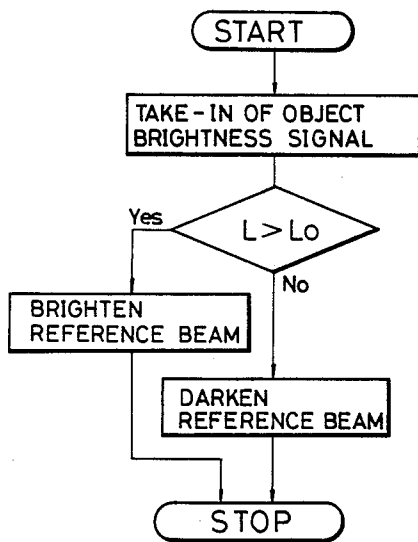 START
TAKE-IN OF OBJECT
BRIGHTNESS SIGNAL
L>Lo
Yes
No
BRIGHTEN
REFERENCE BEAM
DARKEN
REFERENCE BEAM
STOP